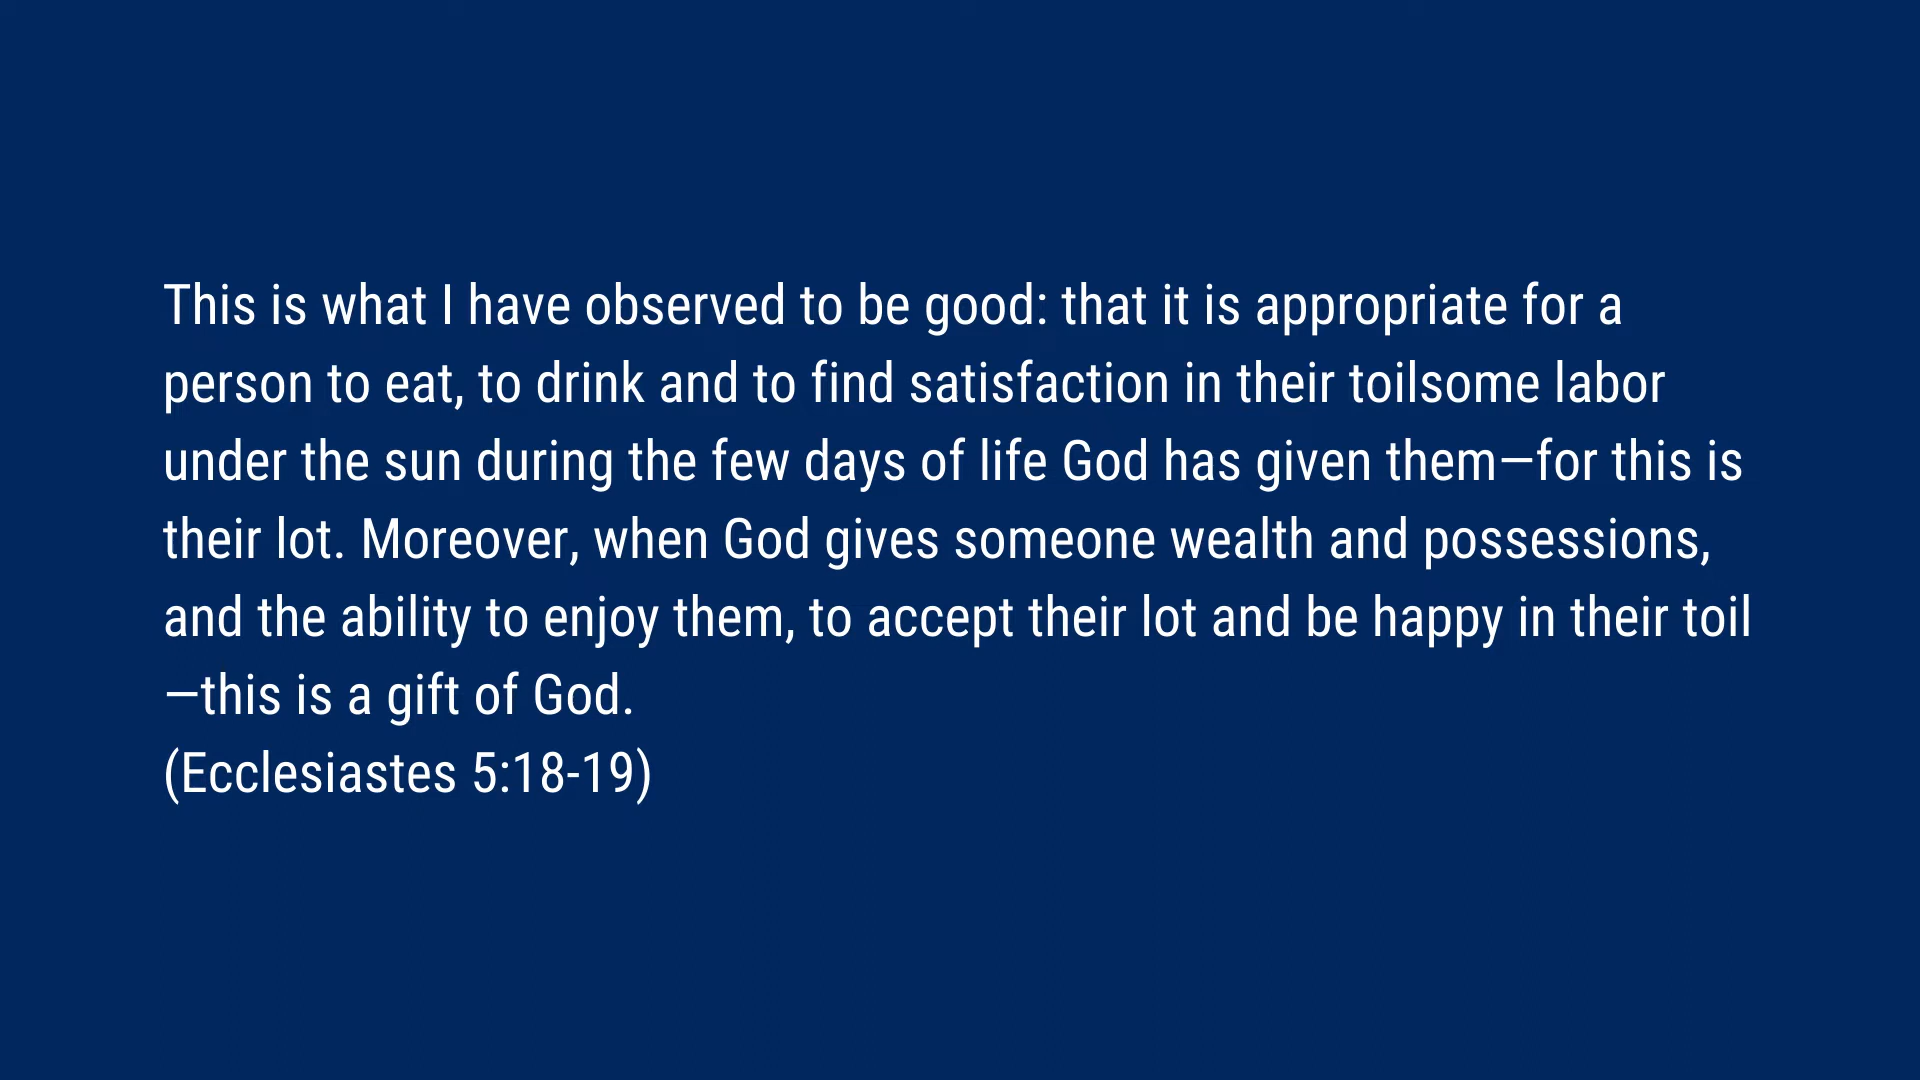 This is what I have observed to be good: that it is appropriate for a
person to eat, to drink and to find satisfaction in their toilsome labor
under the sun during the few days of life God has given them—for this is
their lot. Moreover, when God gives someone wealth and possessions,
and the ability to enjoy them, to accept their lot and be happy in their toil
—this is a gift of God.
(Ecclesiastes 5:18-19)